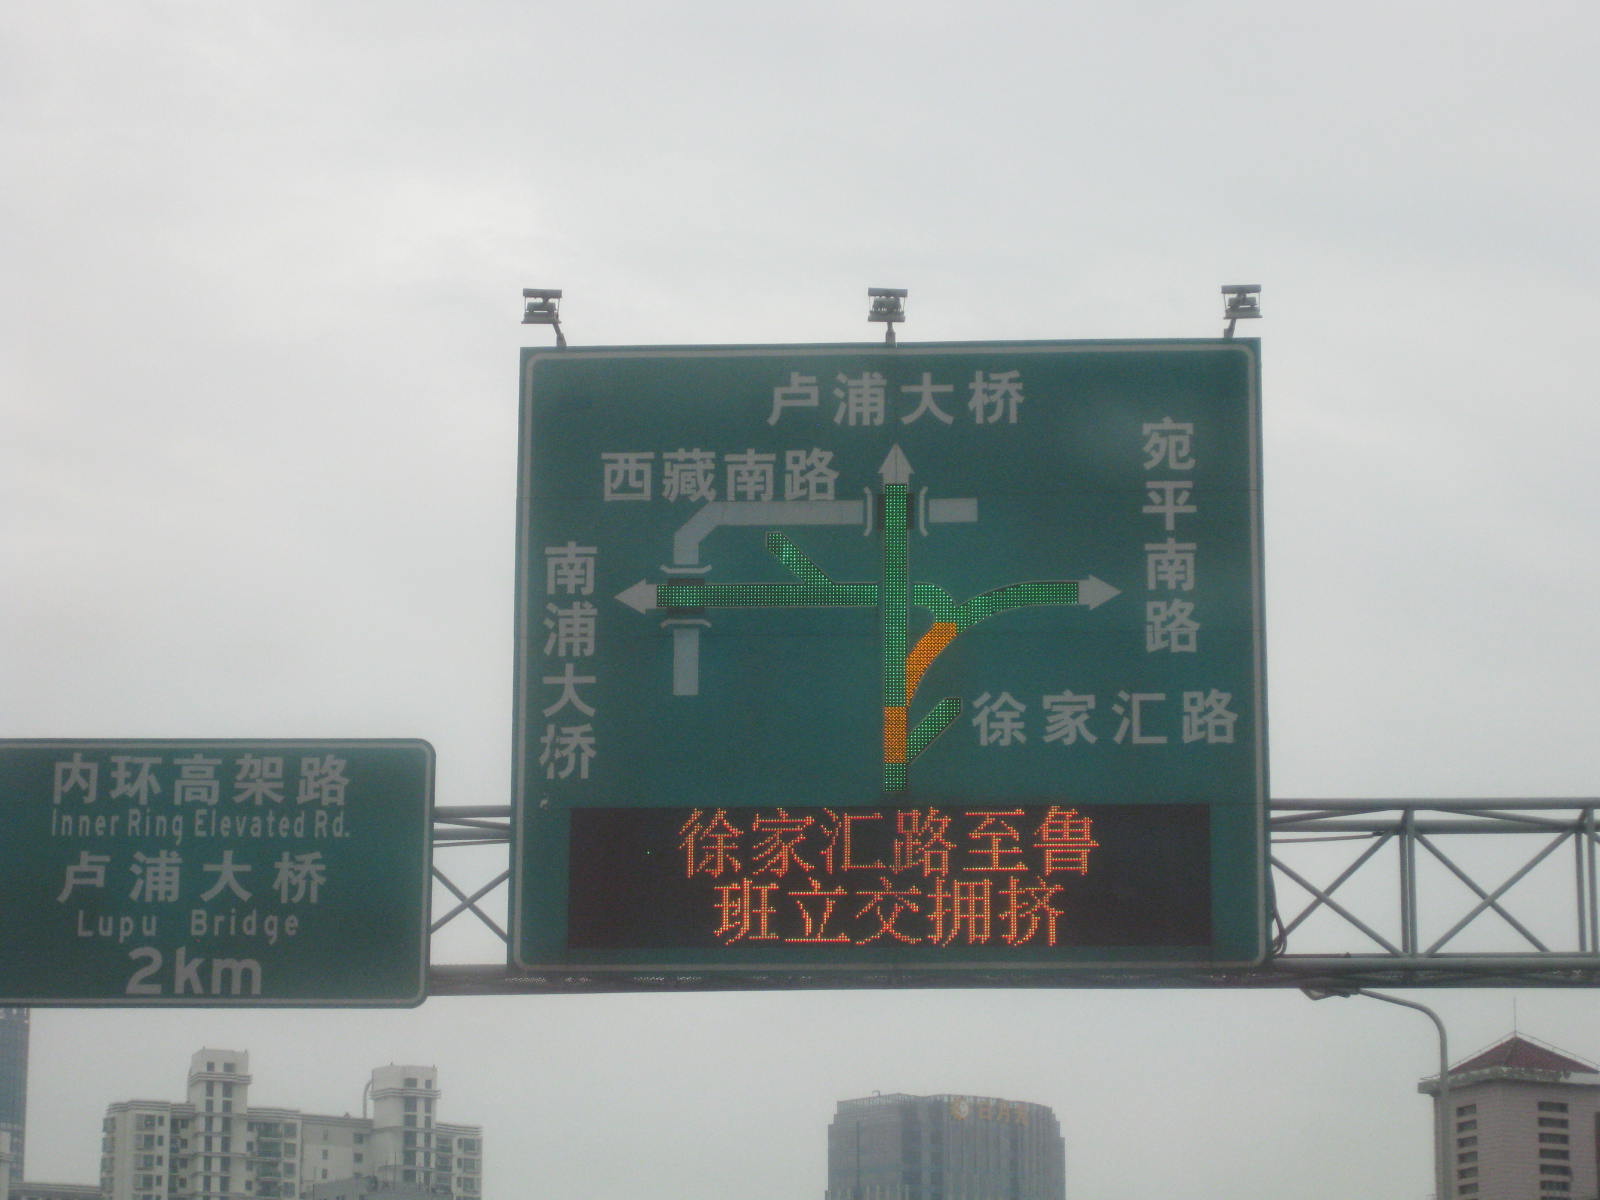 卢浦大桥
西藏南路
宛平南路
南浦大桥
徐家汇路
徐家汇路至鲁
班立交拥挤
内环高架路
Inner Ring Elevated Rd.
卢浦大桥
Lupu Bridge
2km